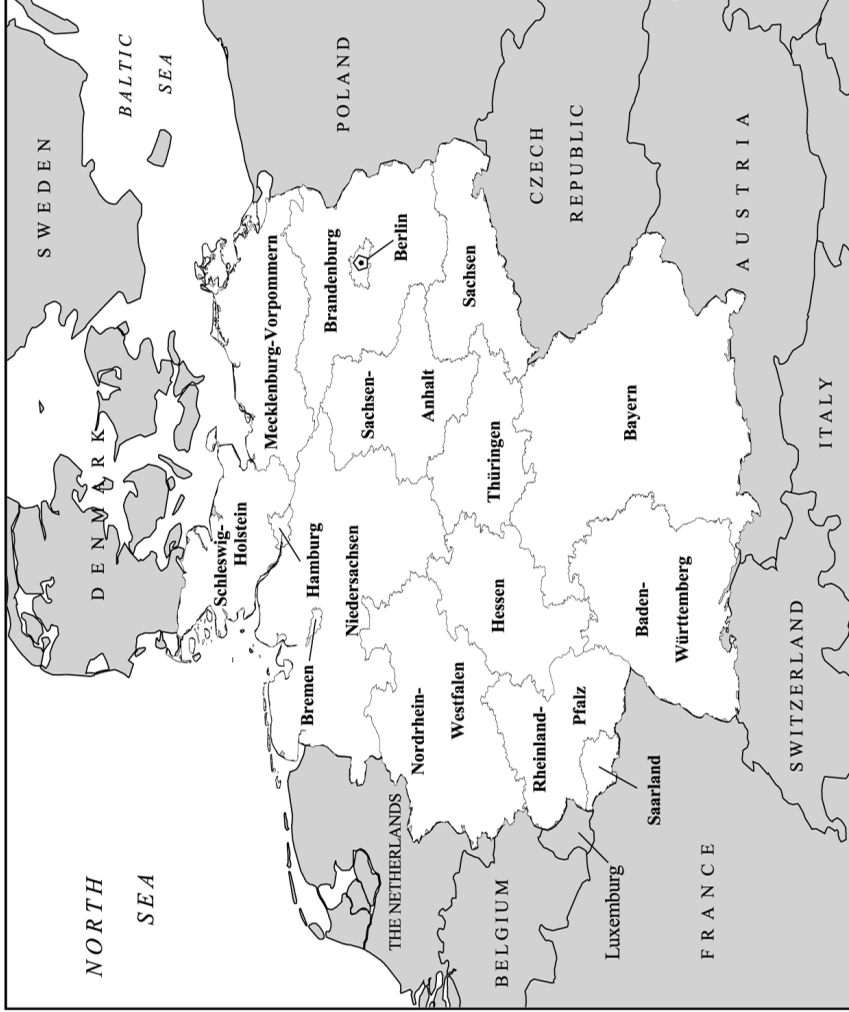 SWEDEN
BALTIC
SEA
DENMARK
NORTH
SEA
POLAND
Schleswig-
Holstein
Mecklenburg-Vorpommern
Hamburg
Bremen
Niedersachsen
Brandenburg
Berlin
Sachsen-
Anhalt
THE NETHERLANDS
Nordrhein-
Westfalen
Hessen
Thüringen
Sachsen
BELGIUM
Rheinland-
Pfalz
CZECH
REPUBLIC
Luxemburg
Saarland
Baden-
Württemberg
Bayern
FRANCE
AUSTRIA
SWITZERLAND
ITALY